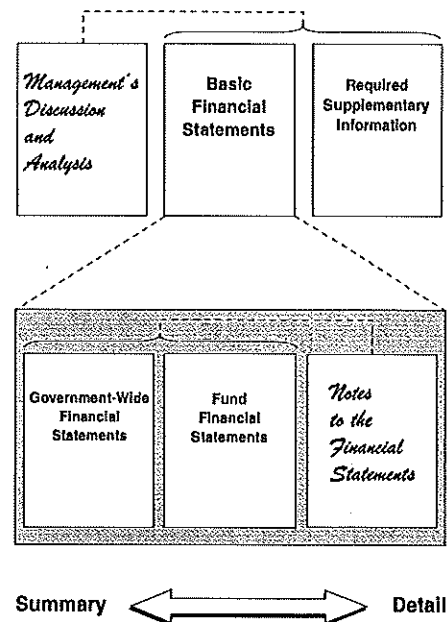 Management's
Discussion
and
Analysis
Basic
Financial
Statements
Required
Supplementary
Information
Government-Wide
Financial
Statements
Fund
Financial
Statements
Notes
to the
Financial
Statements
Summary
Detail